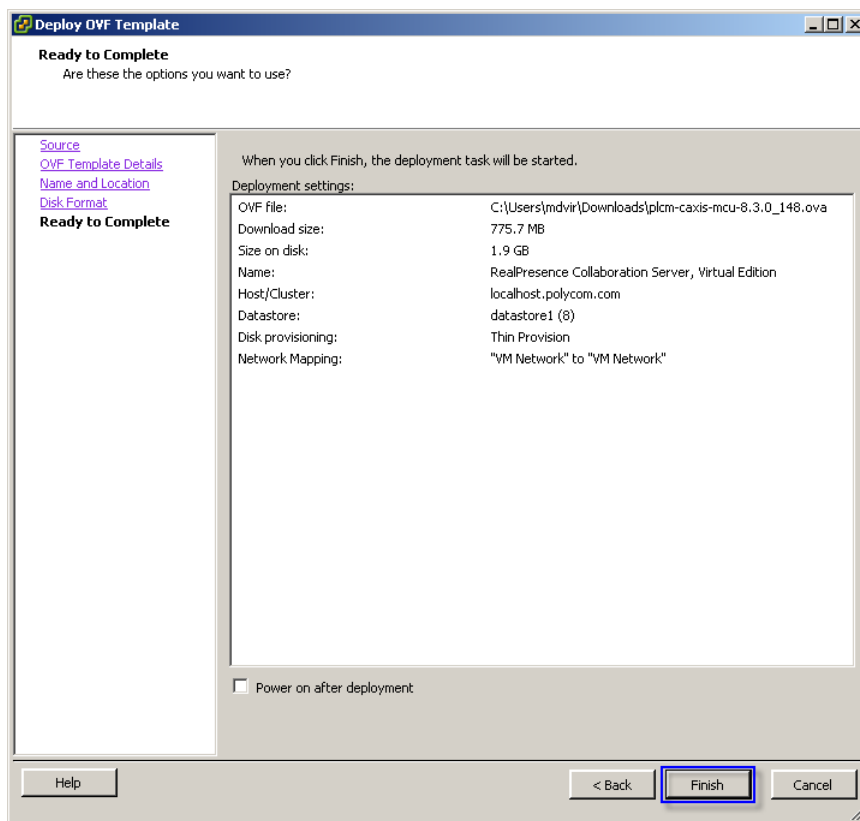 Deploy OVF Template
Ready to Complete
Are these the options you want to use?
Source
OVF Template Details
Name and Location
Disk Format
Ready to Complete
When you click Finish, the deployment task will be started.
Deployment settings:
OVF file: C:\Users\mdvir\Downloads\plcm-caxis-mcu-8.3.0_148.ova
Download size: 775.7 MB
Size on disk: 1.9 GB
Name: RealPresence Collaboration Server, Virtual Edition
Host/Cluster: localhost.polycom.com
Datastore: datastore1 (8)
Disk provisioning: Thin Provision
Network Mapping: "VM Network" to "VM Network"
Power on after deployment
Help < Back Finish Cancel